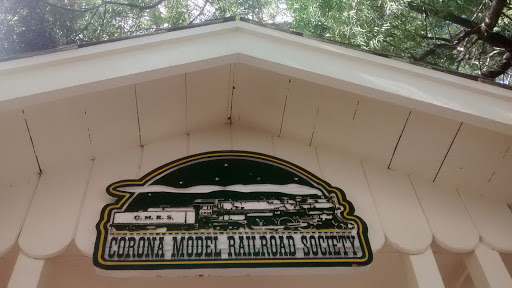 C. M. R. S.
CORONA MODEL RAILROAD SOCIETY